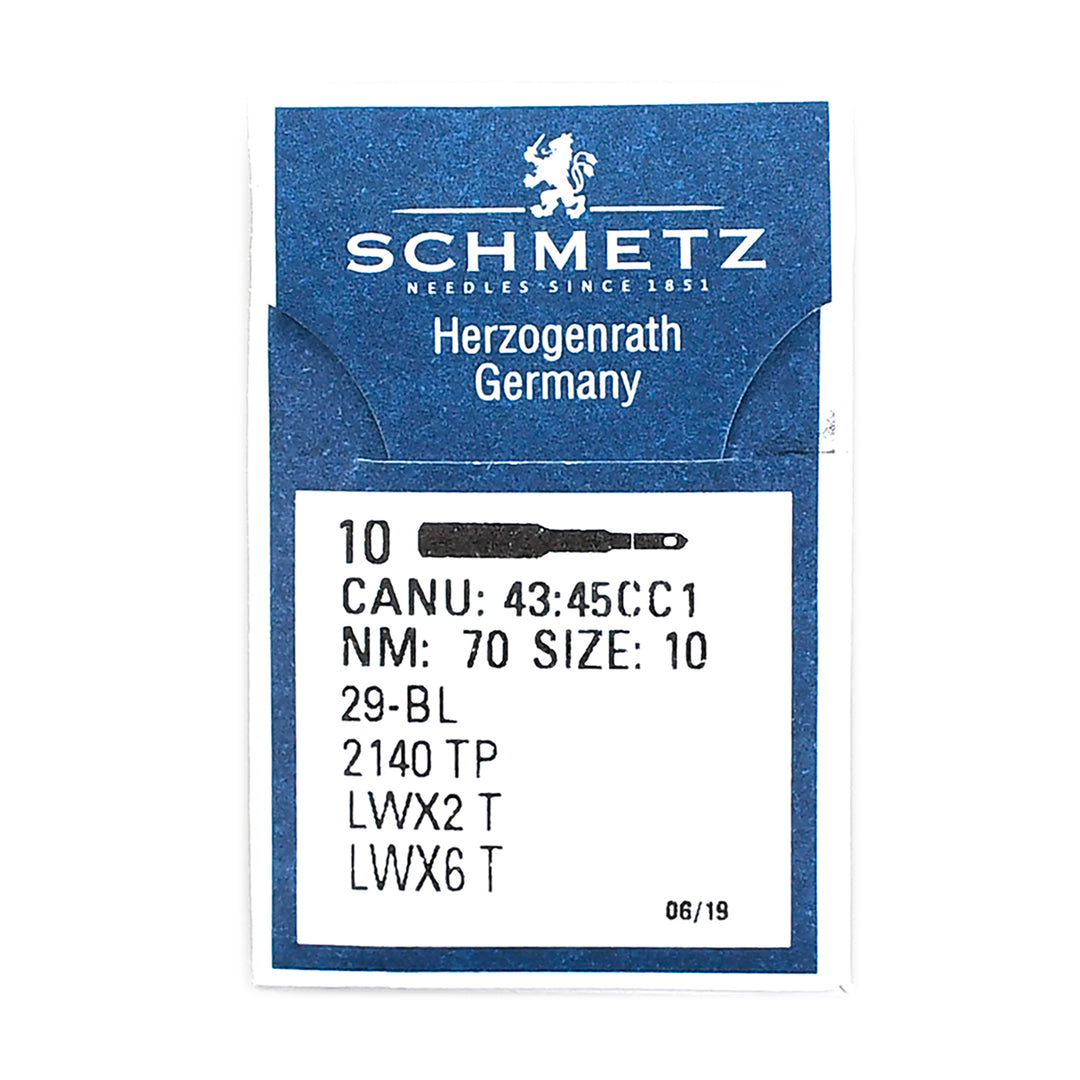 SCHMETZ
NEEDLES SINCE 1851
Herzogenrath
Germany
10
CANU: 43:45CC1
NM: 70 SIZE: 10
29-BL
2140 TP
LWX2 T
LWX6 T
06/19